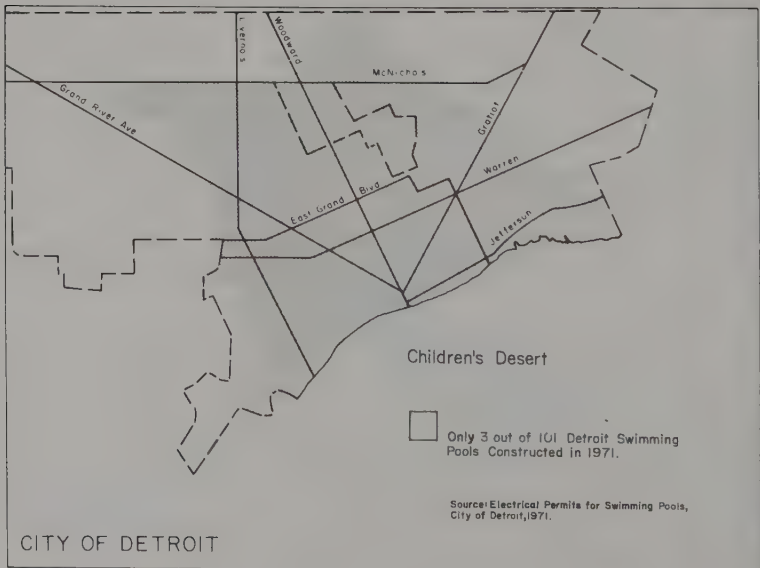 Livernois
Woodward
McNichols
Grand River Ave
Gratiot
Warren
East Grand Blvd
Jefferson
Children's Desert
Only 3 out of 101 Detroit Swimming
Pools Constructed in 1971.
Source: Electrical Permits for Swimming Pools,
City of Detroit, 1971.
CITY OF DETROIT